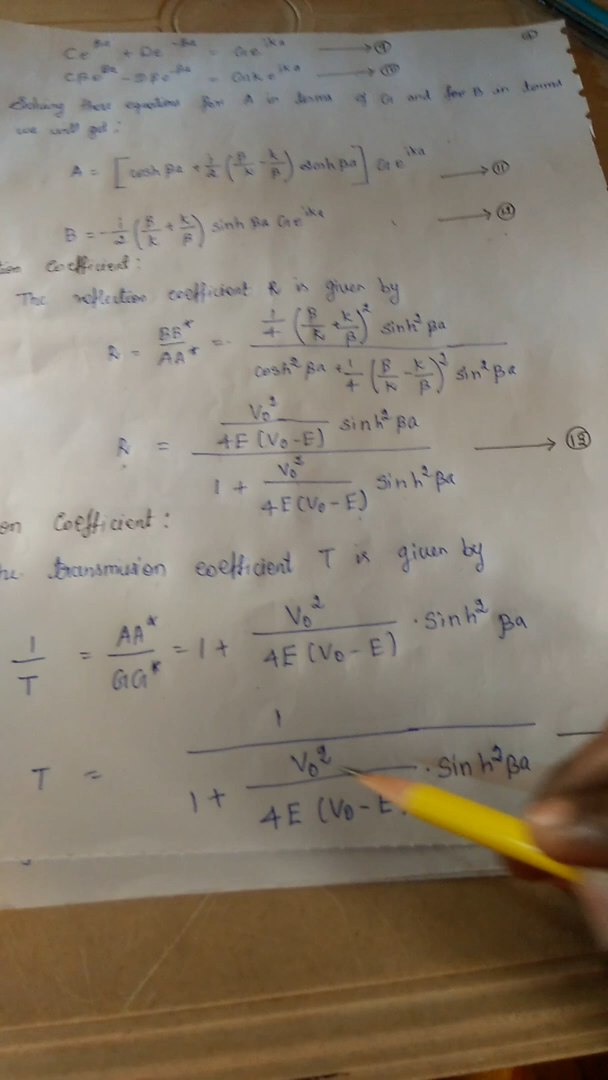 Ce^βa + De^-βa = Ge^ika → (9)
Cβe^βa - Dβe^-βa = Gik e^ika → (10)
Solving these equations for A in terms of G and for B in terms
we will get:
A = [cosh βa + i/2 (β/k - k/β) sinh βa] Ge^ika → (11)
B = - i/2 (β/k + k/β) sinh βa Ge^ika → (12)
tion Coefficient:
The reflection coefficient R is given by
R = BB*/AA* = 1/4 (β/k + k/β)² sinh² βa / cosh² βa + 1/4 (β/k - k/β)² sin² βa
R = V₀²/4E(V₀-E) sinh² βa / 1 + V₀²/4E(V₀-E) sinh² βa → (13)
on Coefficient:
he transmission coefficient T is given by
1/T = AA*/GG* = 1 + V₀²/4E(V₀-E) · sinh² βa
T = 1 / 1 + V₀²/4E(V₀-E · sinh² βa